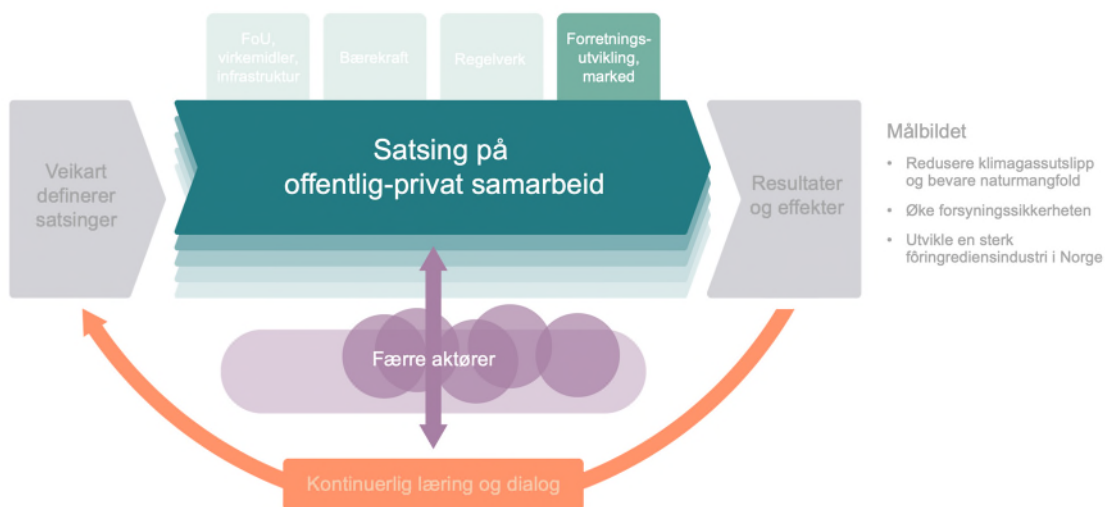 FoU,
virkemidler,
infrastruktur
Bærekraft
Regelverk
Forretnings-
utvikling,
marked
Veikart
definerer
satsinger
Satsing på
offentlig-privat samarbeid
Resultater
og effekter
Målbildet
• Redusere klimagassutslipp
og bevare naturmangfold
• Øke forsyningssikkerheten
• Utvikle en sterk
fôringrediensindustri i Norge
Færre aktører
Kontinuerlig læring og dialog